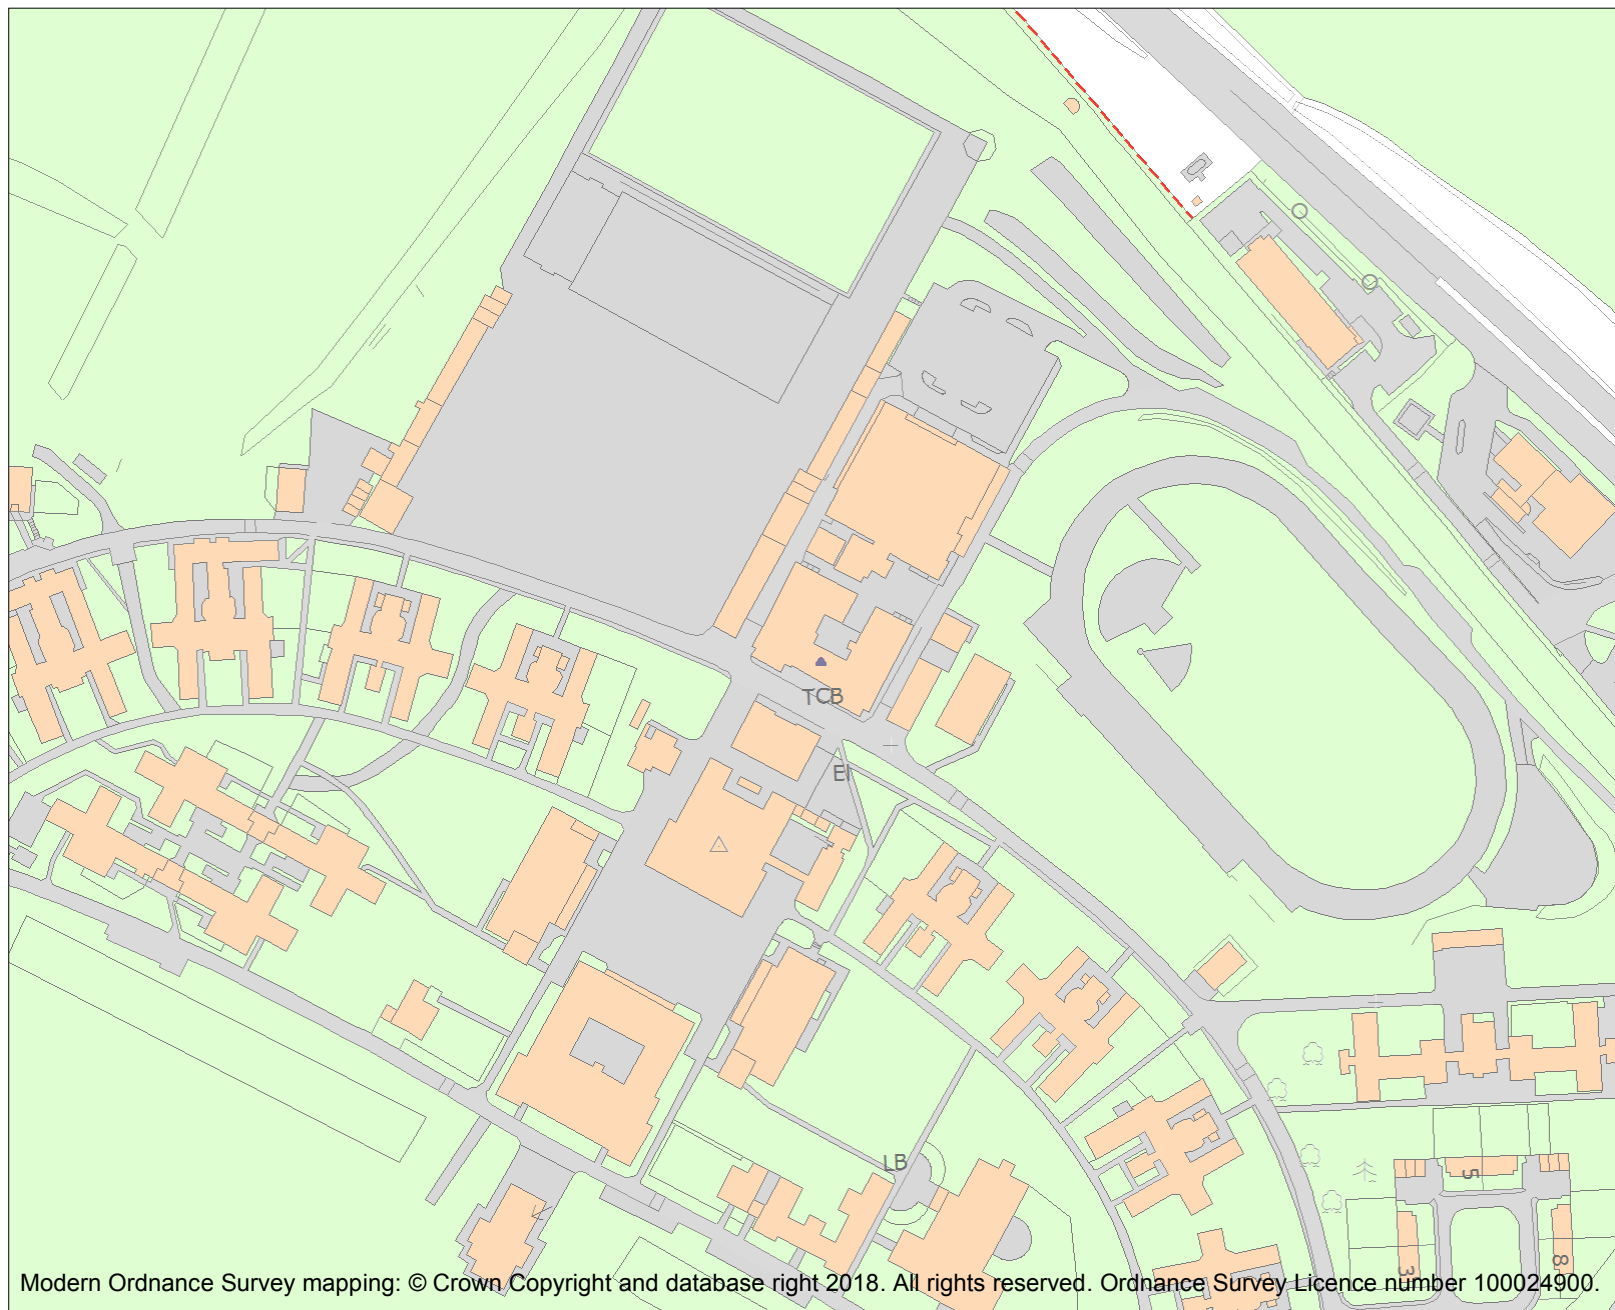 TCB
El
LB
5
8
3
Modern Ordnance Survey mapping: © Crown Copyright and database right 2018. All rights reserved. Ordnance Survey Licence number 100024900.